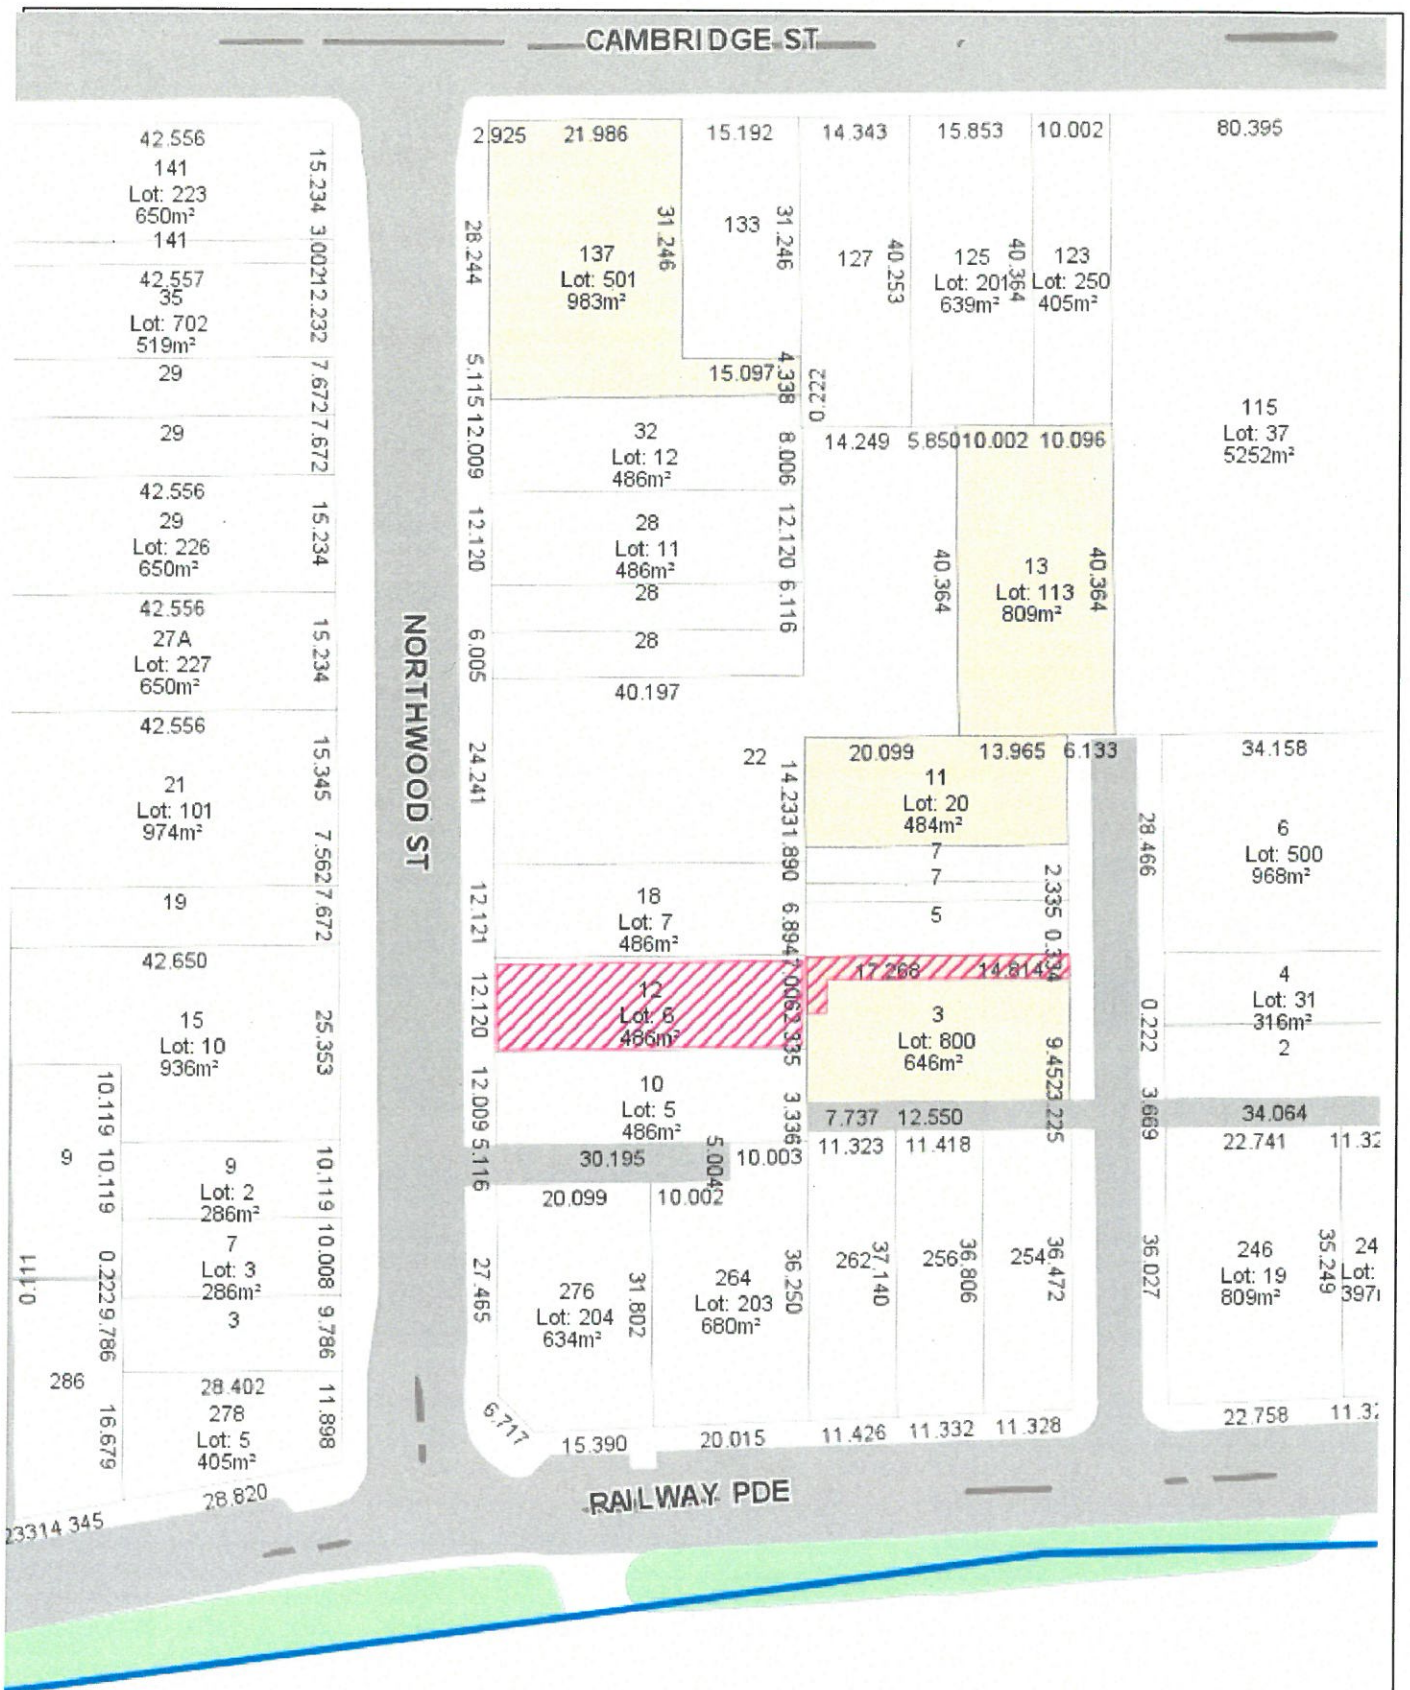 CAMBRIDGE ST
42.556
141
Lot: 223
650m²
141
15.234
3.002
42.557
35
Lot: 702
519m²
12.232
29
7.672
29
7.672
42.556
29
Lot: 226
650m²
15.234
42.556
27A
Lot: 227
650m²
15.234
42.556
21
Lot: 101
974m²
15.345
7.562
19
7.672
42.650
15
Lot: 10
936m²
25.353
10.119
9
10.119
9
Lot: 2
286m²
10.119
7
Lot: 3
286m²
10.008
0.222
0.111
3
9.786
9.786
286
28.402
278
Lot: 5
405m²
11.898
16.679
28.820
23314.345
NORTHWOOD ST
2.925
21.986
15.192
14.343
15.853
10.002
80.395
28.244
137
Lot: 501
983m²
31.246
133
31.246
127
40.253
125
Lot: 201
639m²
40.364
123
Lot: 250
405m²
5.115
15.097
4.338
0.222
115
Lot: 37
5252m²
12.009
32
Lot: 12
486m²
8.006
14.249
5.850
10.002
10.096
12.120
28
Lot: 11
486m²
12.120
28
6.116
28
6.005
40.197
40.364
13
Lot: 113
809m²
40.364
24.241
22
14.233
1.890
20.099
13.965
6.133
34.158
11
Lot: 20
484m²
7
7
5
2.335
0.334
28.466
6
Lot: 500
968m²
12.121
18
Lot: 7
486m²
6.894
12.120
12
Lot: 6
486m²
7.006
2.335
17.268
14.814
3
Lot: 800
646m²
9.452
3.225
0.222
4
Lot: 31
316m²
2
3.669
12.009
10
Lot: 5
486m²
3.336
7.737
12.550
34.064
5.116
30.195
5.004
10.003
11.323
11.418
22.741
11.32
20.099
10.002
27.465
276
Lot: 204
634m²
31.802
264
Lot: 203
680m²
36.250
262
37.140
256
36.806
254
36.472
36.027
246
Lot: 19
809m²
35.249
24
Lot:
397
6.717
15.390
20.015
11.426
11.332
11.328
22.758
11.32
RAILWAY PDE